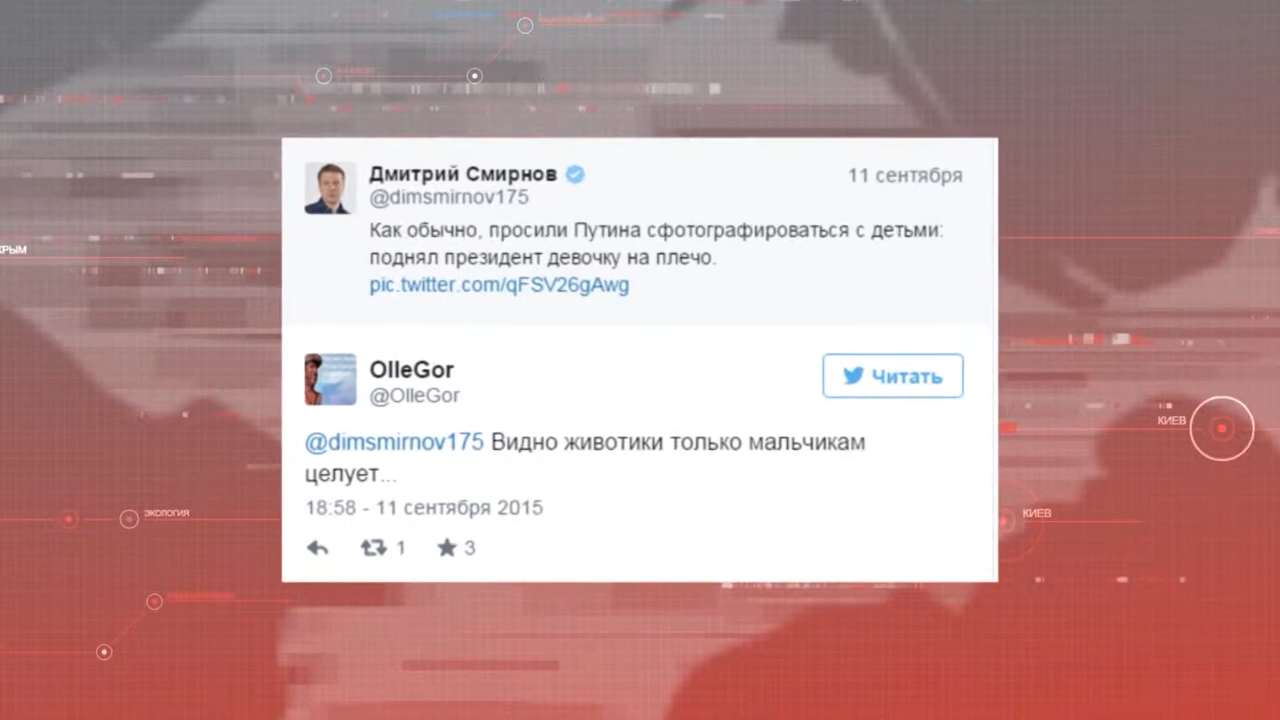 КРЫМ
Дмитрий Смирнов
11 сентября
@dimsmirnov175
Как обычно, просили Путина сфотографироваться с детьми:
поднял президент девочку на плечо.
pic.twitter.com/qFSV26gAwg
OlleGor
@OlleGor
Читать
@dimsmirnov175 Видно животики только мальчикам
целует...
18:58 - 11 сентября 2015
1
3
КИЕВ
ЭКОЛОГИЯ
КИЕВ